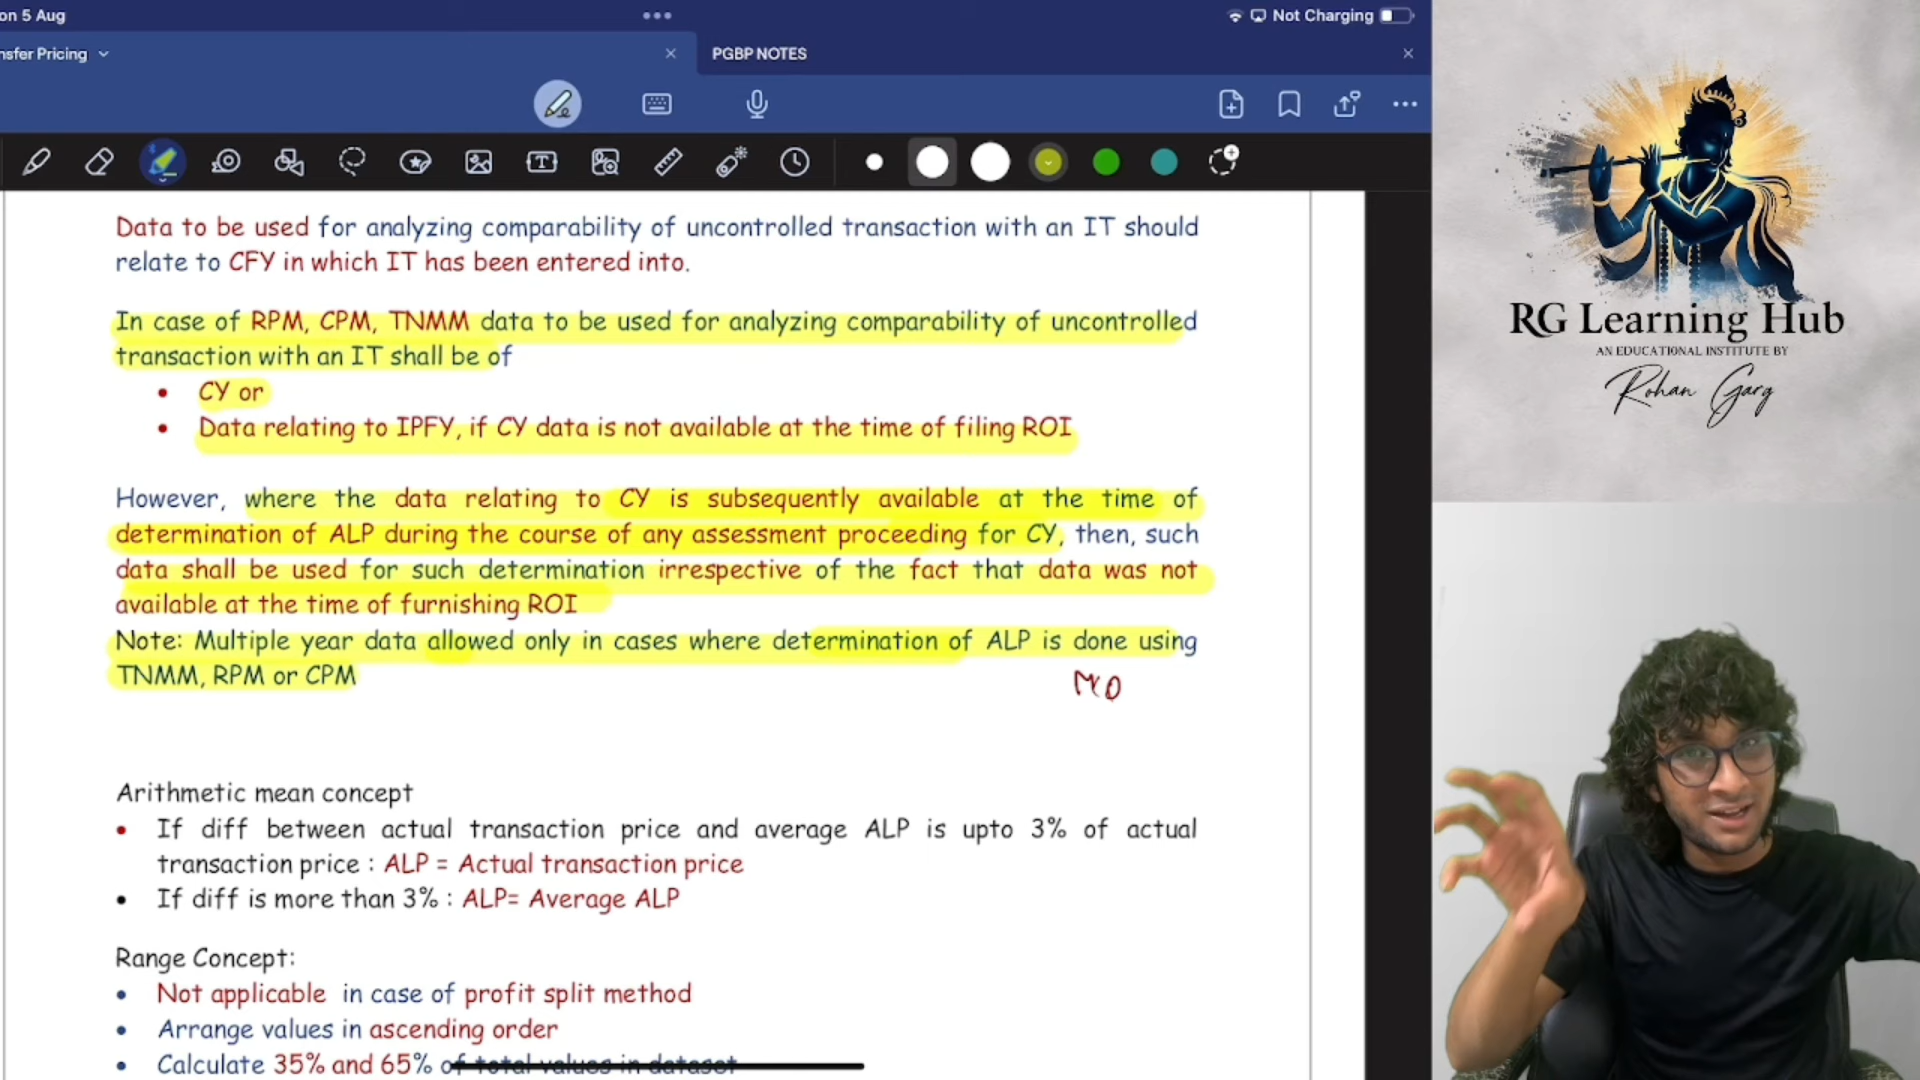 on 5 Aug
Not Charging
nsfer Pricing
PGBP NOTES
Data to be used for analyzing comparability of uncontrolled transaction with an IT should
relate to CFY in which IT has been entered into.
In case of RPM, CPM, TNMM data to be used for analyzing comparability of uncontrolled
transaction with an IT shall be of
• CY or
• Data relating to IPFY, if CY data is not available at the time of filing ROI
However, where the data relating to CY is subsequently available at the time of
determination of ALP during the course of any assessment proceeding for CY, then, such
data shall be used for such determination irrespective of the fact that data was not
available at the time of furnishing ROI
Note: Multiple year data allowed only in cases where determination of ALP is done using
TNMM, RPM or CPM
Arithmetic mean concept
• If diff between actual transaction price and average ALP is upto 3% of actual
transaction price : ALP = Actual transaction price
• If diff is more than 3% : ALP= Average ALP
Range Concept:
• Not applicable in case of profit split method
• Arrange values in ascending order
• Calculate 35% and 65% of total values in dataset
RG Learning Hub
AN EDUCATIONAL INSTITUTE BY
Rohan Garg